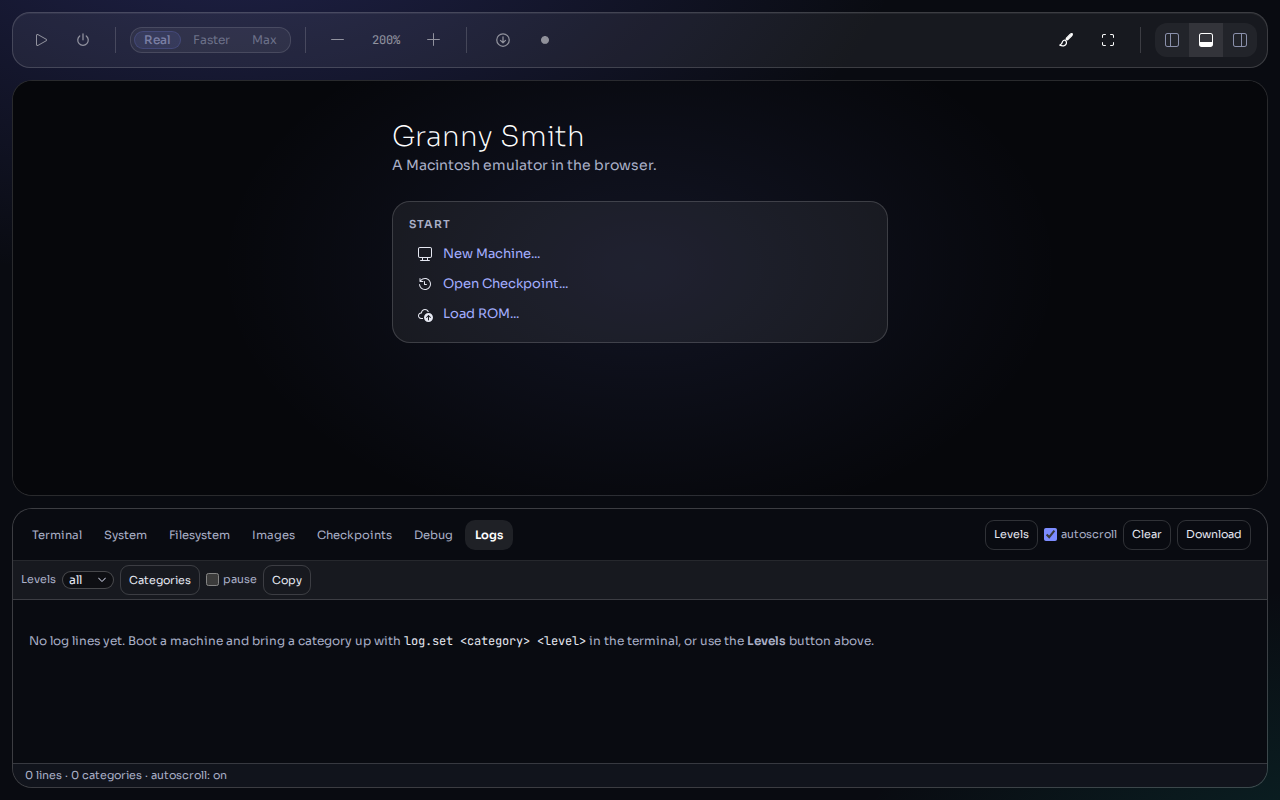 Real Faster Max 200%
Granny Smith
A Macintosh emulator in the browser.
START
New Machine...
Open Checkpoint...
Load ROM...
Terminal System Filesystem Images Checkpoints Debug Logs Levels autoscroll Clear Download
Levels all Categories pause Copy
No log lines yet. Boot a machine and bring a category up with log.set <category> <level> in the terminal, or use the Levels button above.
0 lines · 0 categories · autoscroll: on